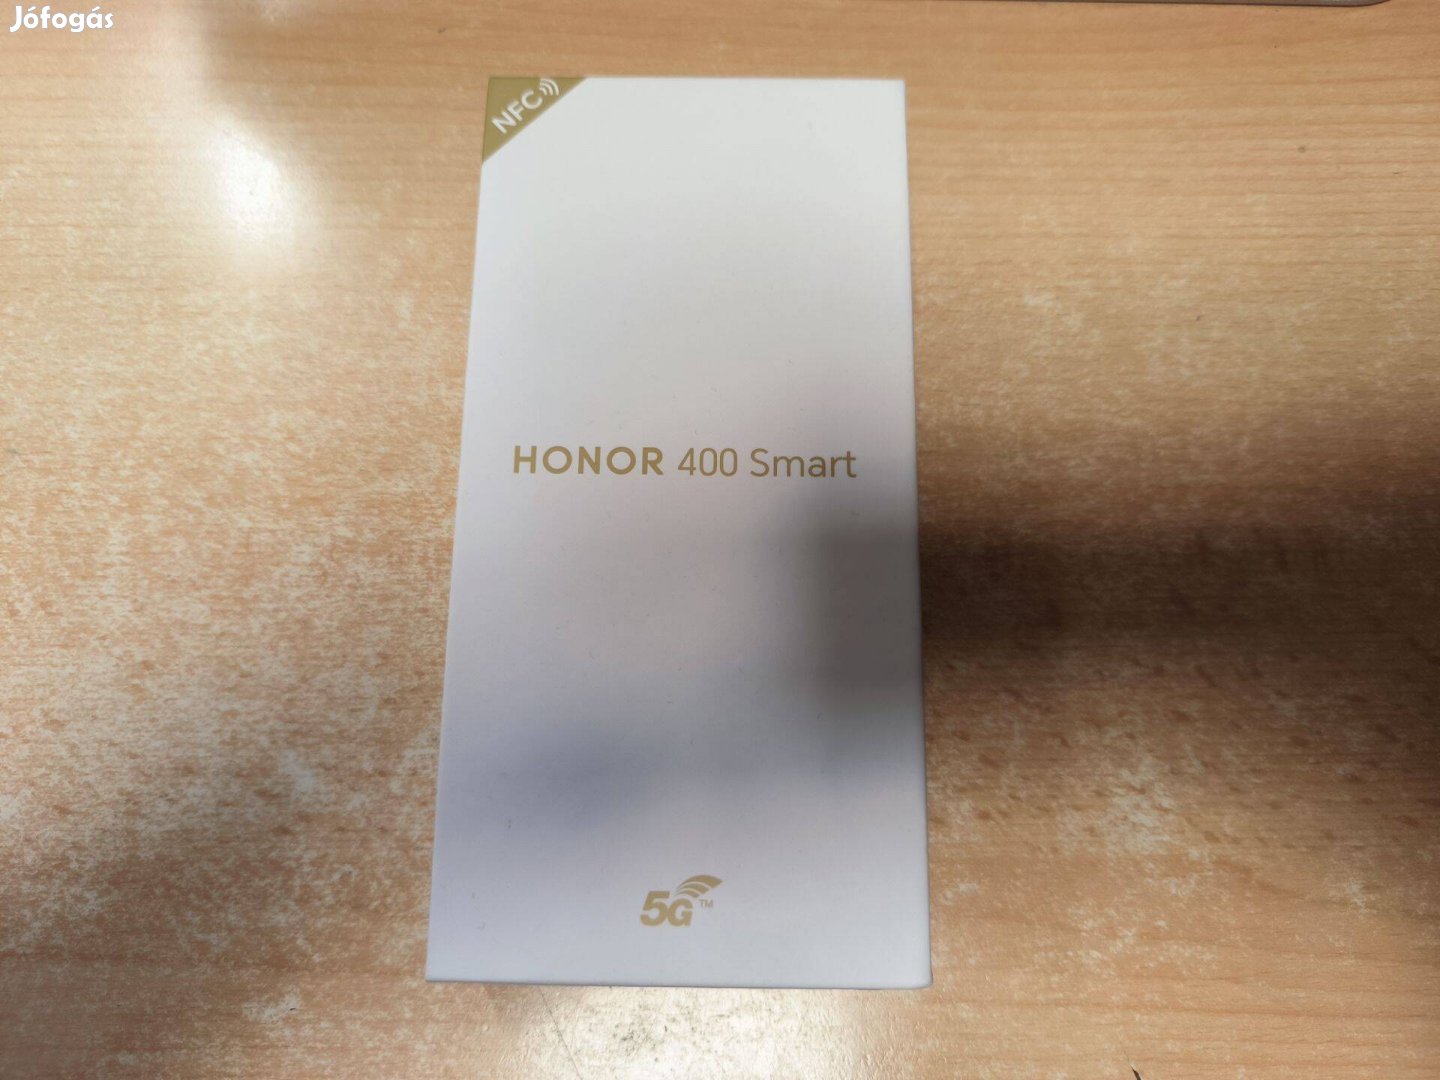 Jófogás
NFC
HONOR 400 Smart
5G™